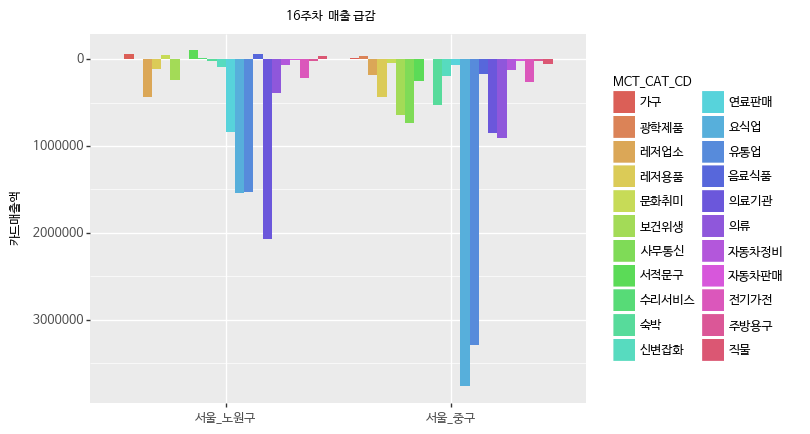 16주차 매출 급감
0
1000000
2000000
3000000
카드매출액
서울_노원구
서울_중구
MCT_CAT_CD
가구
광학제품
레저업소
레저용품
문화취미
보건위생
사무통신
서적문구
수리서비스
숙박
신변잡화
연료판매
요식업
유통업
음료식품
의료기관
의류
자동차정비
자동차판매
전기가전
주방용구
직물